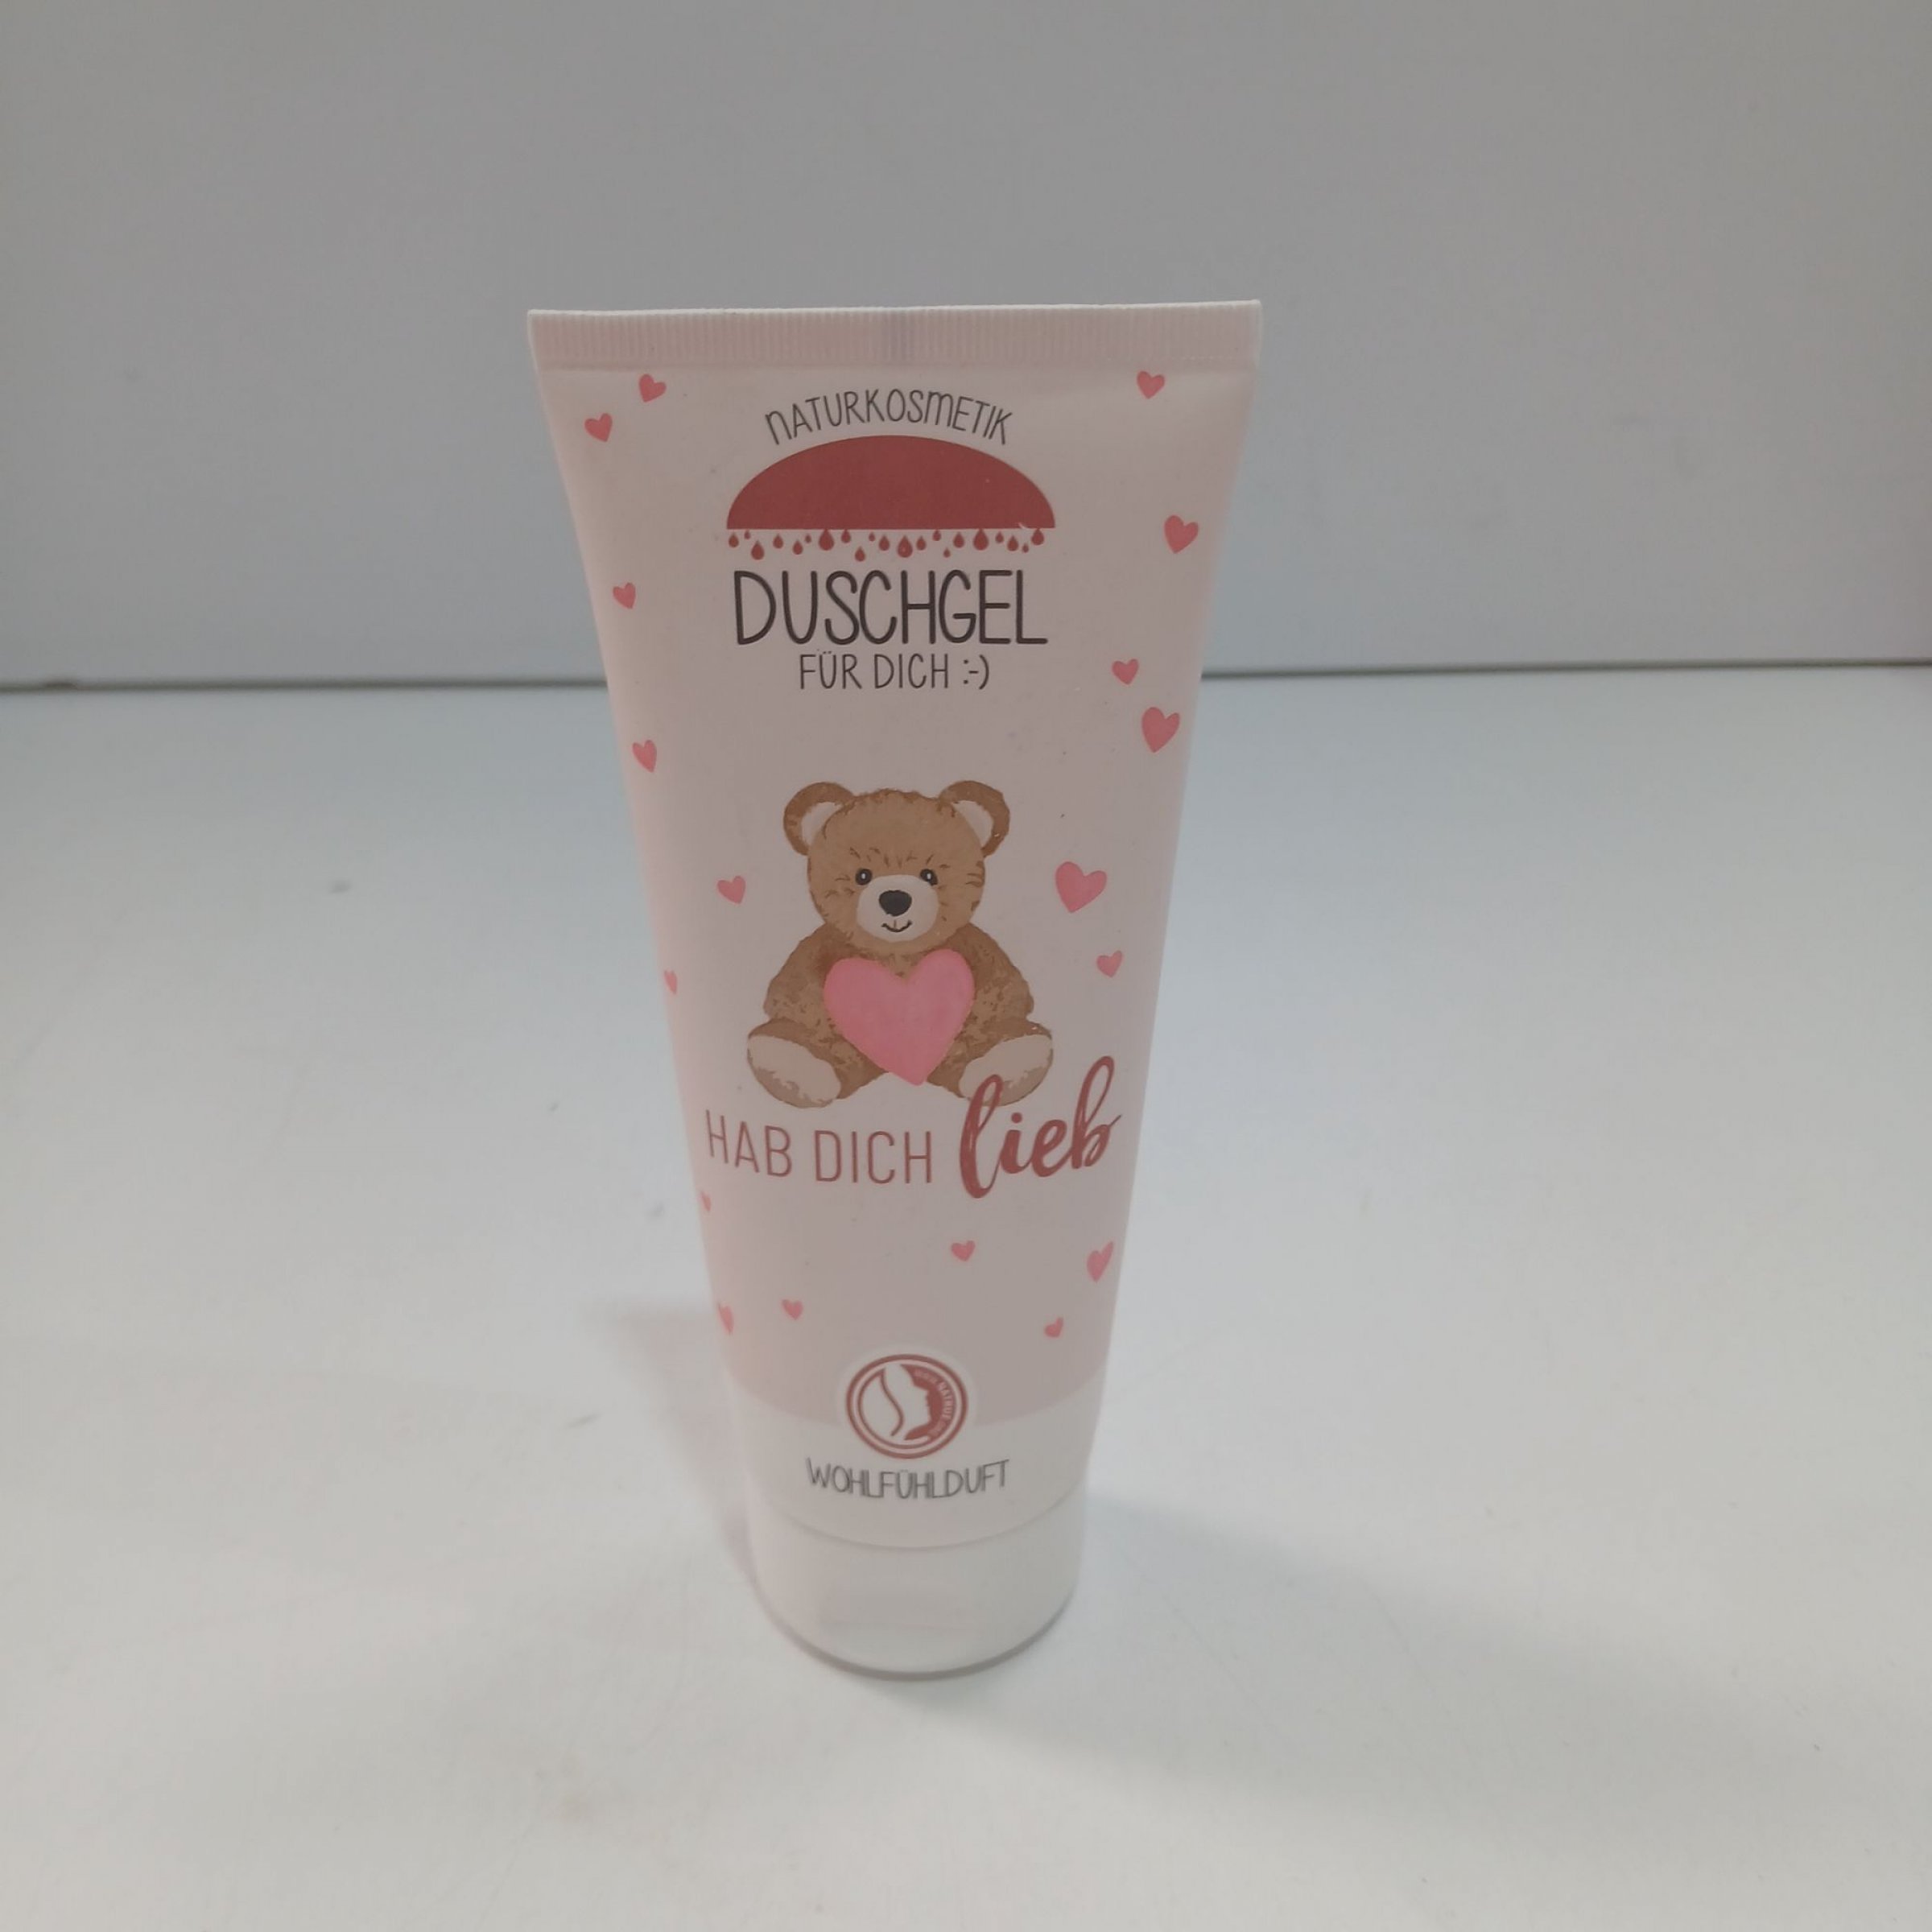 NATURKOSMETIK
DUSCHGEL
FÜR DICH :-)
HAB DICH lieb
WOHLFÜHLDUFT